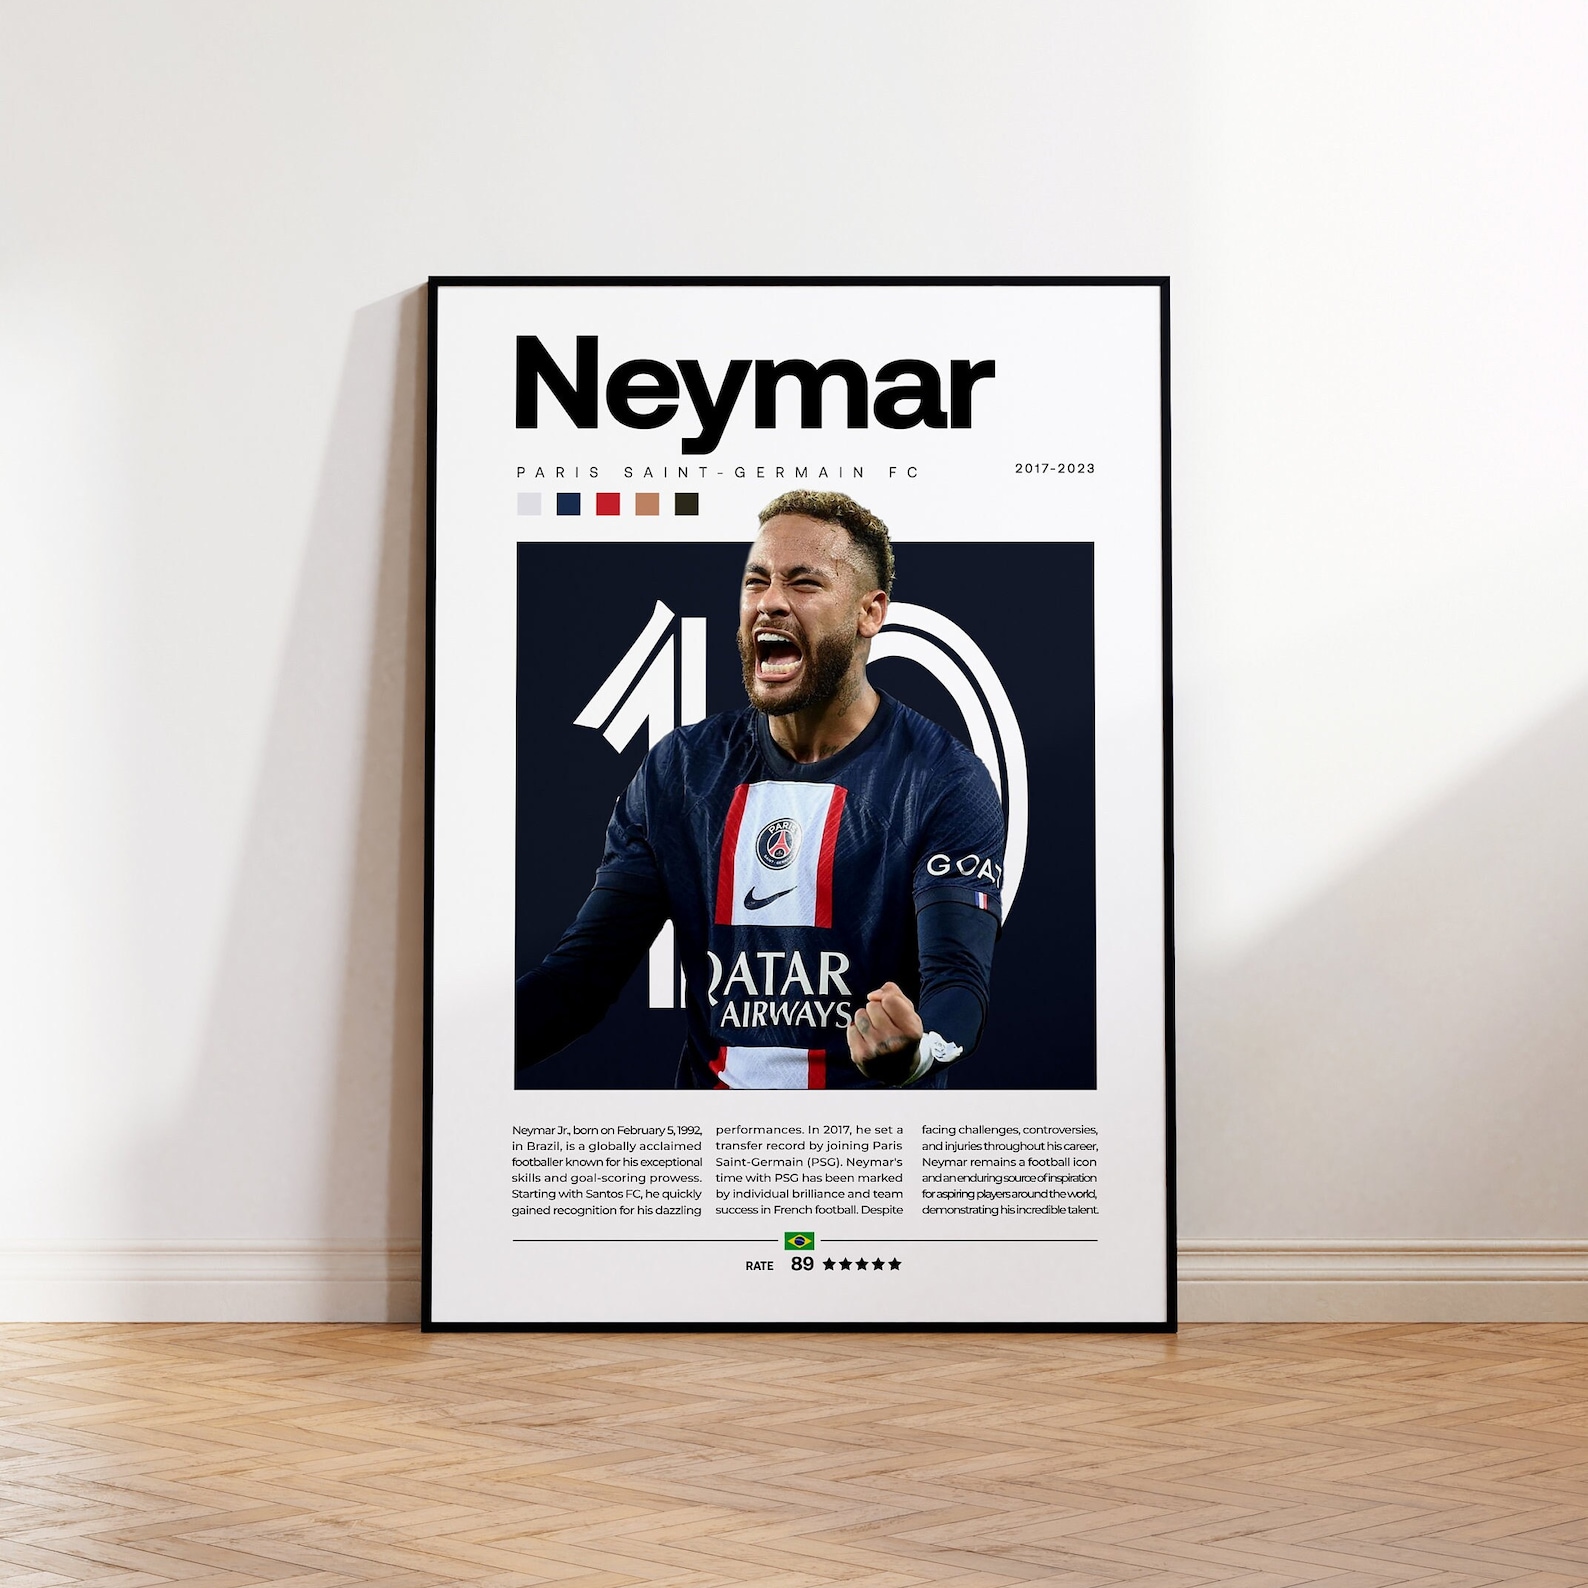 Neymar
PARIS SAINT-GERMAIN FC
2017-2023
10
PARIS
GOAT
QATAR
AIRWAYS
Neymar Jr., born on February 5, 1992,
in Brazil, is a globally acclaimed
footballer known for his exceptional
skills and goal-scoring prowess.
Starting with Santos FC, he quickly
gained recognition for his dazzling
performances. In 2017, he set a
transfer record by joining Paris
Saint-Germain (PSG). Neymar's
time with PSG has been marked
by individual brilliance and team
success in French football. Despite
facing challenges, controversies,
and injuries throughout his career,
Neymar remains a football icon
and an enduring source of inspiration
for aspiring players around the world,
demonstrating his incredible talent.
RATE 89 ★★★★★